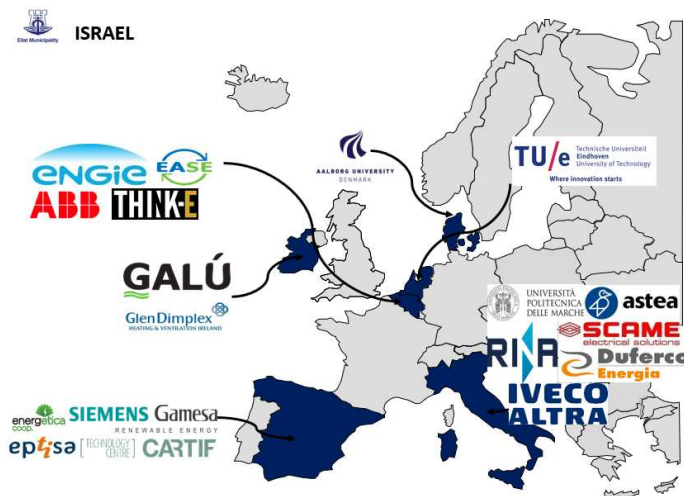 Eilat Municipality
ISRAEL
ENGIE
EASE
ABB
THINK-E
AALBORG UNIVERSITY
DENMARK
TU/e
Technische Universiteit
Eindhoven
University of Technology
Where innovation starts
GALÚ
GlenDimplex
HEATING & VENTILATION IRELAND
UNIVERSITÀ
POLITECNICA
DELLE MARCHE
astea
SCAME
electrical solutions
RINA
Duferco
Energia
IVECO
ALTRA
energetica
coop.
SIEMENS Gamesa
RENEWABLE ENERGY
eptisa
[TECHNOLOGY
CENTRE]
CARTIF